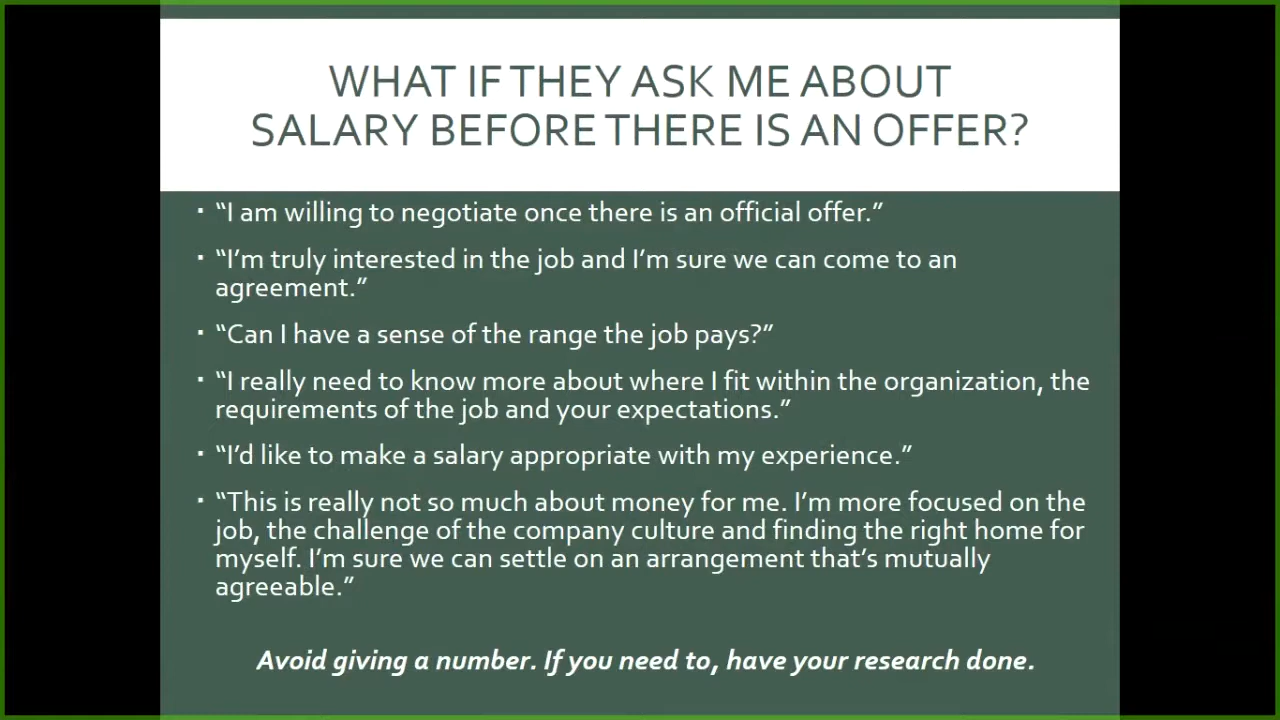 WHAT IF THEY ASK ME ABOUT
SALARY BEFORE THERE IS AN OFFER?
▪ “I am willing to negotiate once there is an official offer.”
▪ “I’m truly interested in the job and I’m sure we can come to an
agreement.”
▪ “Can I have a sense of the range the job pays?”
▪ “I really need to know more about where I fit within the organization, the
requirements of the job and your expectations.”
▪ “I’d like to make a salary appropriate with my experience.”
▪ “This is really not so much about money for me. I’m more focused on the
job, the challenge of the company culture and finding the right home for
myself. I’m sure we can settle on an arrangement that’s mutually
agreeable.”
Avoid giving a number. If you need to, have your research done.